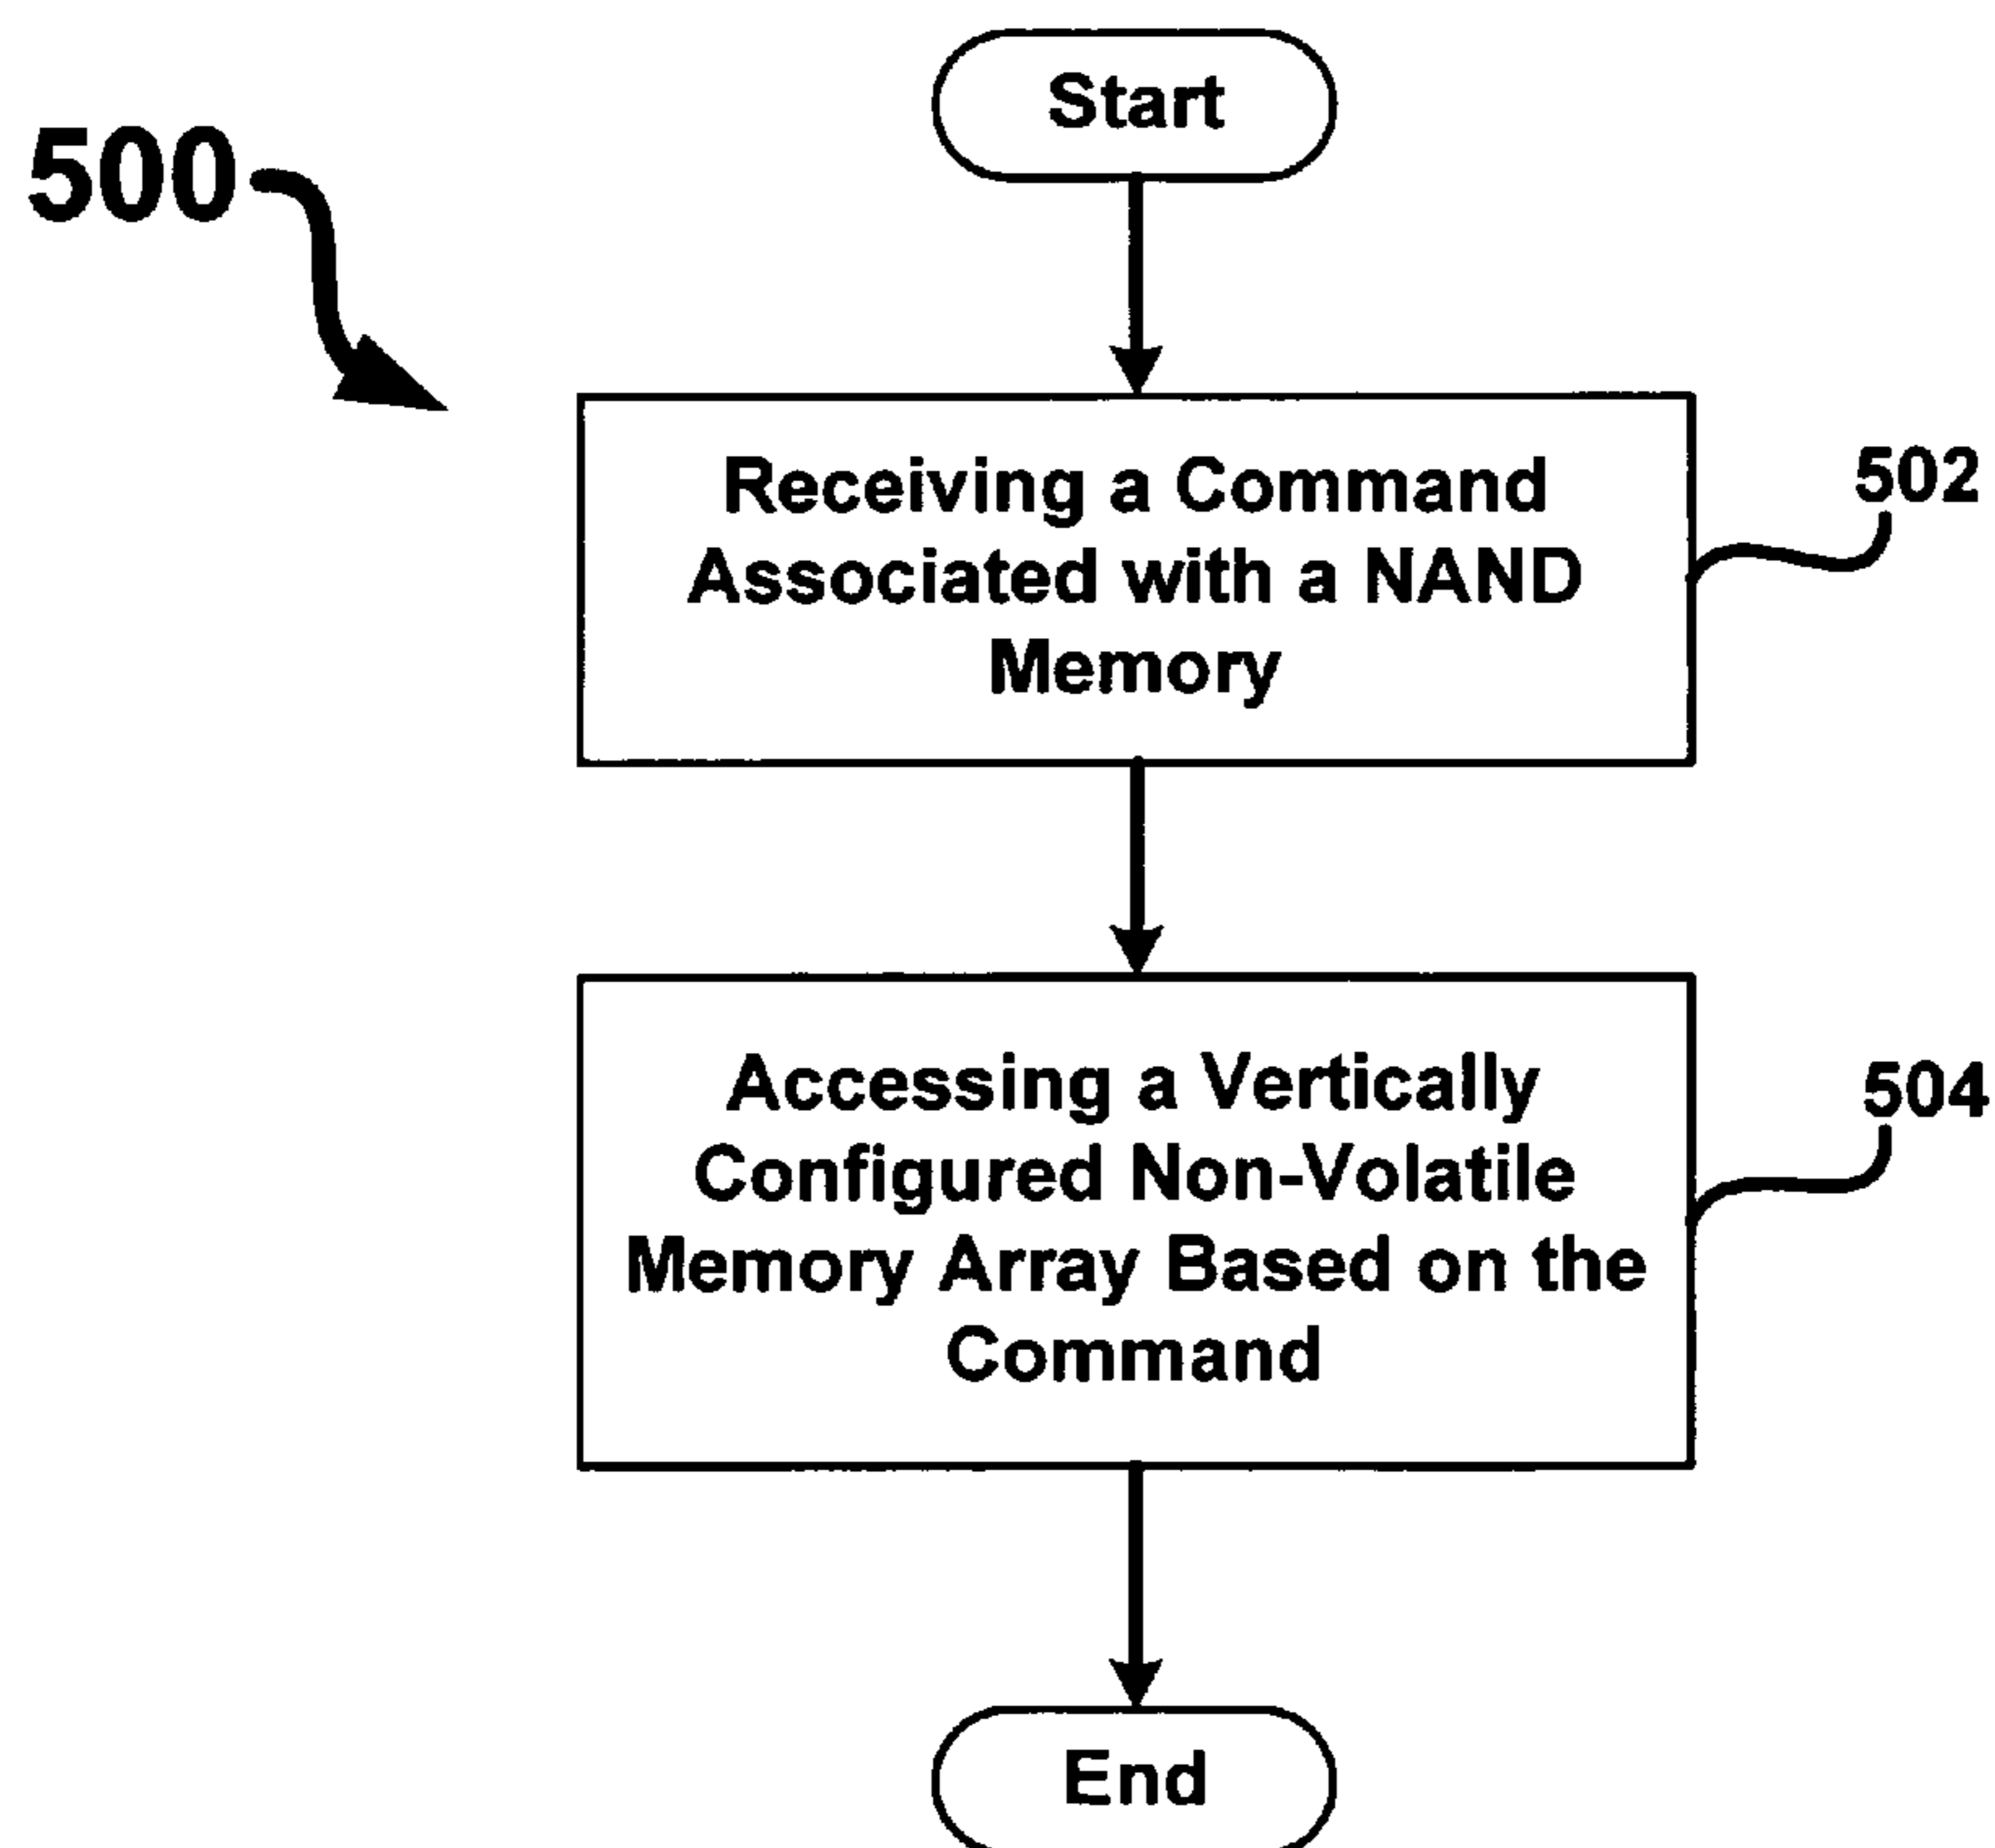 Start
500
Receiving a Command
Associated with a NAND
Memory
502
Accessing a Vertically
Configured Non-Volatile
Memory Array Based on the
Command
504
End